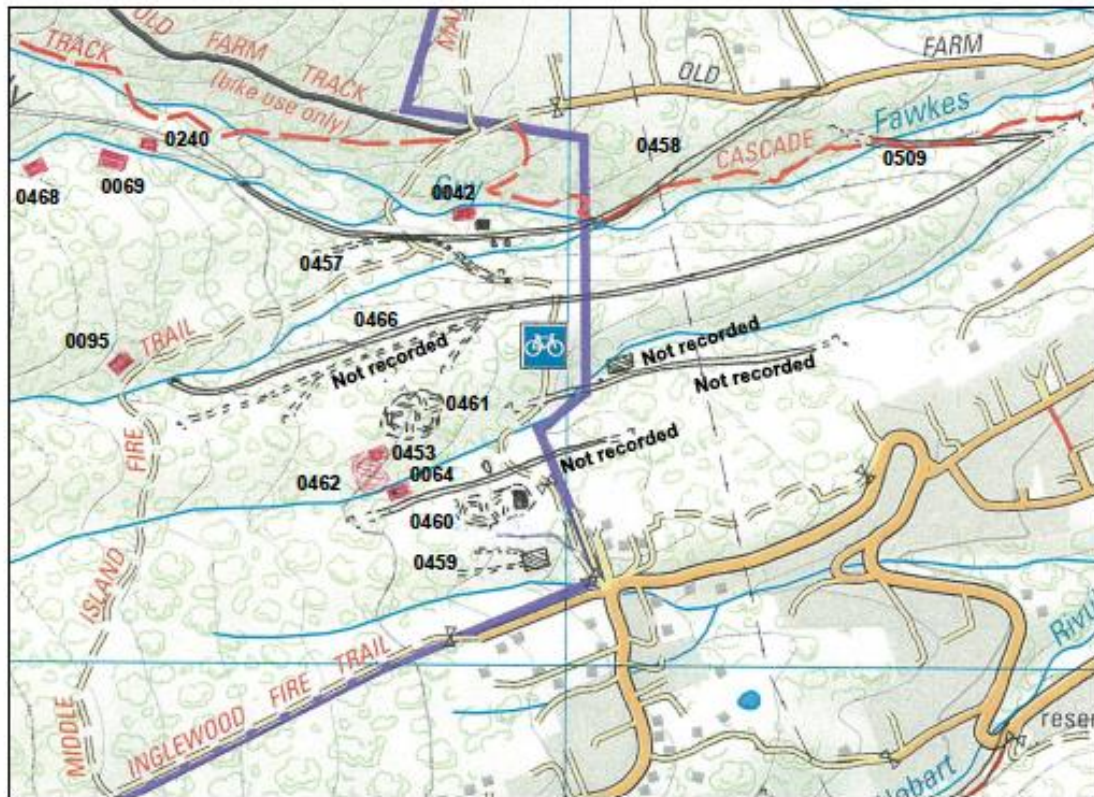 OLD FARM TRACK
(bike use only)
TRACK
OLD FARM
Fawkes
CASCADE
0458
0509
0240
0069
0468
Guy
0042
0457
0466
Not recorded
0095
TRAIL
Not recorded
Not recorded
0461
0453
0462
0064
Not recorded
0460
0459
MIDDLE ISLAND FIRE
INGLEWOOD FIRE TRAIL
Hobart